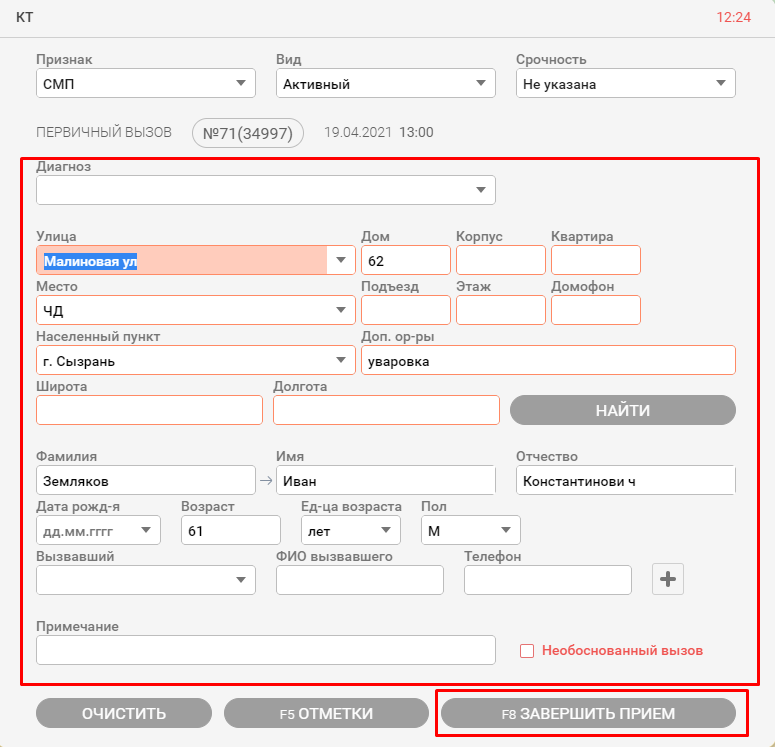 КТ 12:24
Признак Вид Срочность
СМП Активный Не указана
ПЕРВИЧНЫЙ ВЫЗОВ №71(34997) 19.04.2021 13:00
Диагноз
Улица Дом Корпус Квартира
Малиновая ул 62
Место Подъезд Этаж Домофон
ЧД
Населенный пункт Доп. ор-ры
г. Сызрань уваровка
Широта Долгота
НАЙТИ
Фамилия Имя Отчество
Земляков → Иван Константинови ч
Дата рожд-я Возраст Ед-ца возраста Пол
дд.мм.гггг 61 лет М
Вызвавший ФИО вызвавшего Телефон
Примечание
Необоснованный вызов
ОЧИСТИТЬ F5 ОТМЕТКИ F8 ЗАВЕРШИТЬ ПРИЕМ